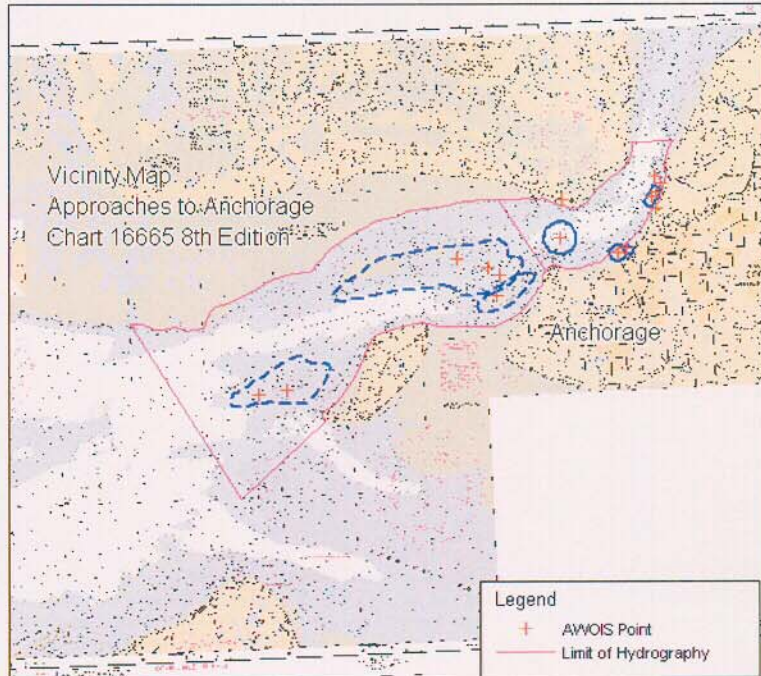 Vicinity Map
Approaches to Anchorage
Chart 16665 8th Edition
Anchorage
Legend
AWOIS Point
Limit of Hydrography